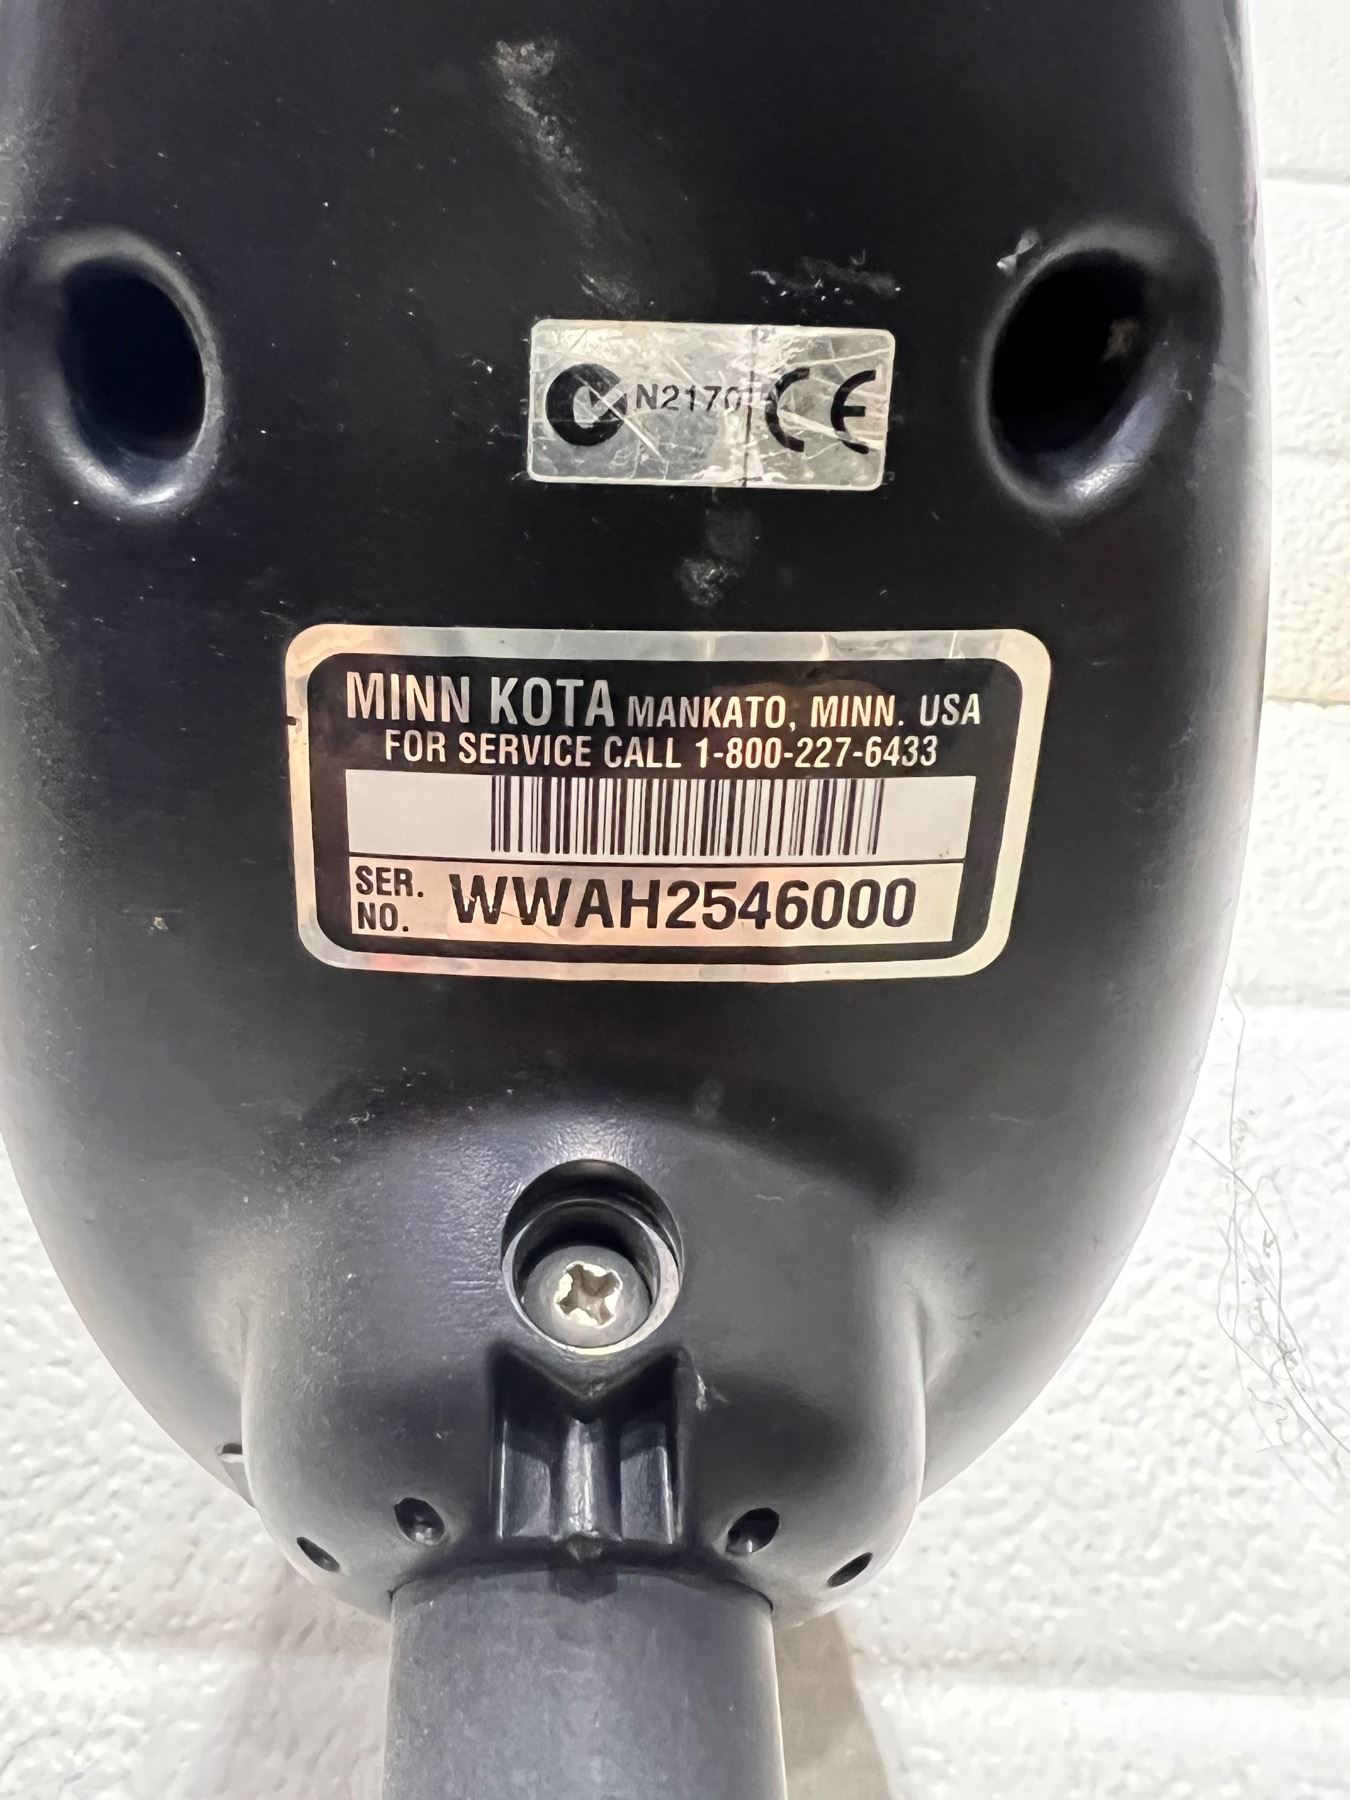 N2170 CE
MINN KOTA MANKATO, MINN. USA
FOR SERVICE CALL 1-800-227-6433
SER. NO. WWAH2546000